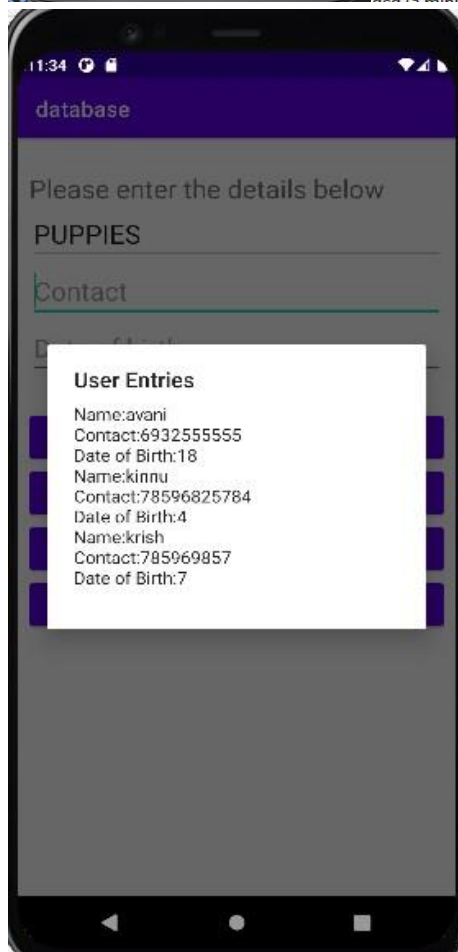 11:34
database
Please enter the details below
PUPPIES
Contact
User Entries
Name:avani
Contact:6932555555
Date of Birth:18
Name:kinnu
Contact:78596825784
Date of Birth:4
Name:krish
Contact:785969857
Date of Birth:7